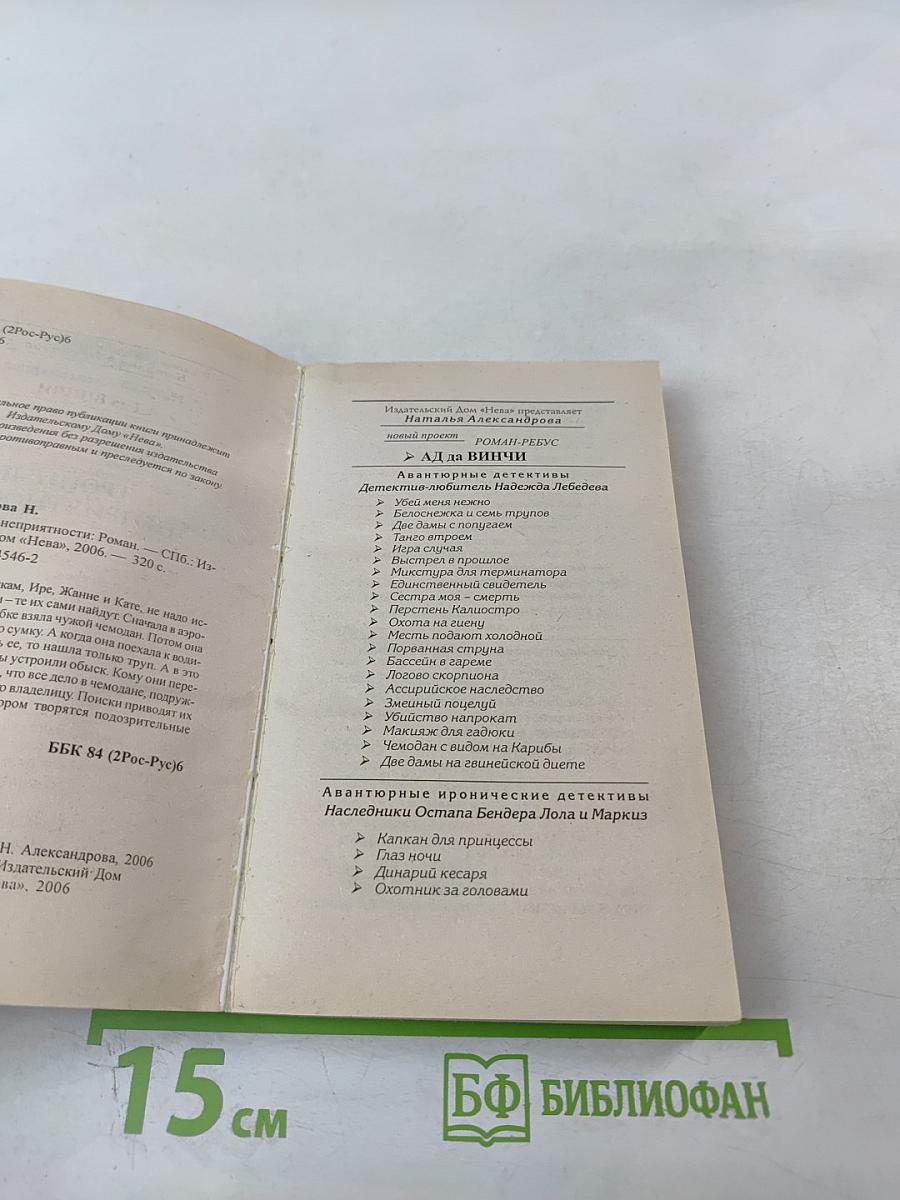 (2Рос-Рус)6
6
льное право публикации книги принадлежит
Издательскому Дому «Нева».
оизведения без разрешения издательства
ротивоправным и преследуется по закону.
ова Н.
неприятности: Роман. — СПб.: Из-
ом «Нева», 2006. — 320 с.
4546-2
жкам, Ире, Жанне и Кате, не надо ис-
и – те их сами найдут. Сначала в аэро-
бке взяла чужой чемодан. Потом она
о сумку. А когда она поехала к води-
ь ее, то нашла только труп. А в это
ы устроили обыск. Кому они пере-
, что все дело в чемодане, подруж-
о владелицу. Поиски приводят их
ором творятся подозрительные
ББК 84 (2Рос-Рус)6
Н. Александрова, 2006
Издательский Дом
ва», 2006
Издательский Дом «Нева» представляет
Наталья Александрова
новый проект РОМАН-РЕБУС
➢ АД да ВИНЧИ
Авантюрные детективы
Детектив-любитель Надежда Лебедева
➢ Убей меня нежно
➢ Белоснежка и семь трупов
➢ Две дамы с попугаем
➢ Танго втроем
➢ Игра случая
➢ Выстрел в прошлое
➢ Микстура для терминатора
➢ Единственный свидетель
➢ Сестра моя – смерть
➢ Перстень Калиостро
➢ Охота на гиену
➢ Месть подают холодной
➢ Порванная струна
➢ Бассейн в гареме
➢ Логово скорпиона
➢ Ассирийское наследство
➢ Змеиный поцелуй
➢ Убийство напрокат
➢ Макияж для гадюки
➢ Чемодан с видом на Карибы
➢ Две дамы на гвинейской диете
Авантюрные иронические детективы
Наследники Остапа Бендера Лола и Маркиз
➢ Капкан для принцессы
➢ Глаз ночи
➢ Динарий кесаря
➢ Охотник за головами
15 см
БФ БИБЛИОФАН